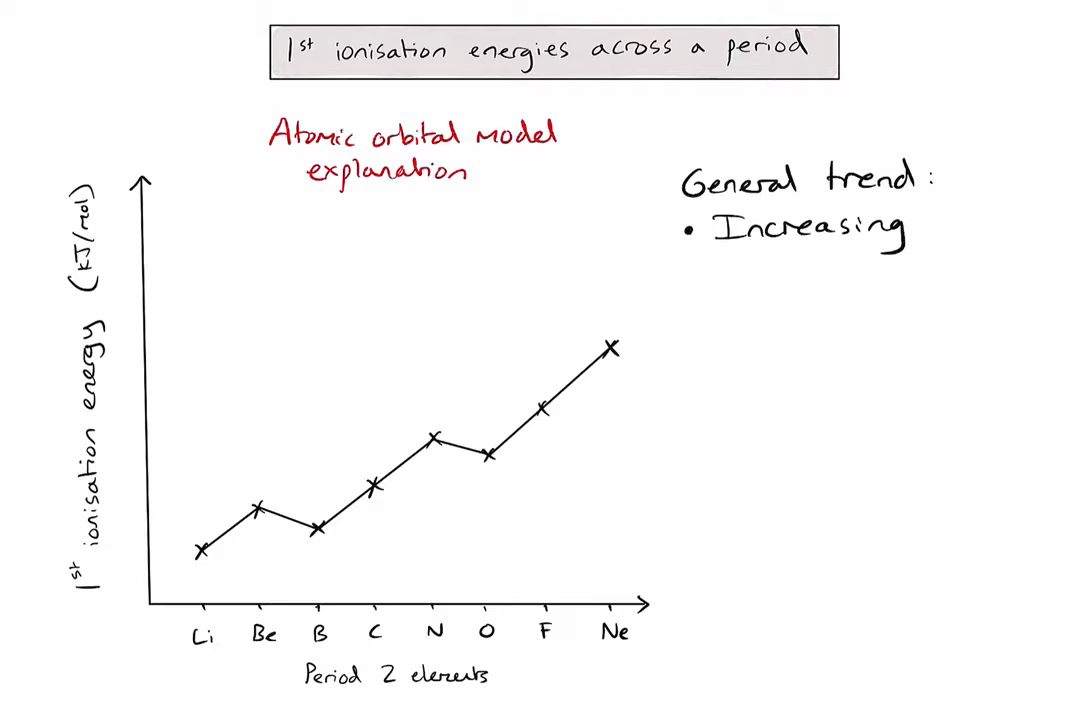 1st ionisation energies across a period
Atomic orbital model
explanation
General trend:
• Increasing
1st ionisation energy (kJ/mol)
Li Be B C N O F Ne
Period 2 elements